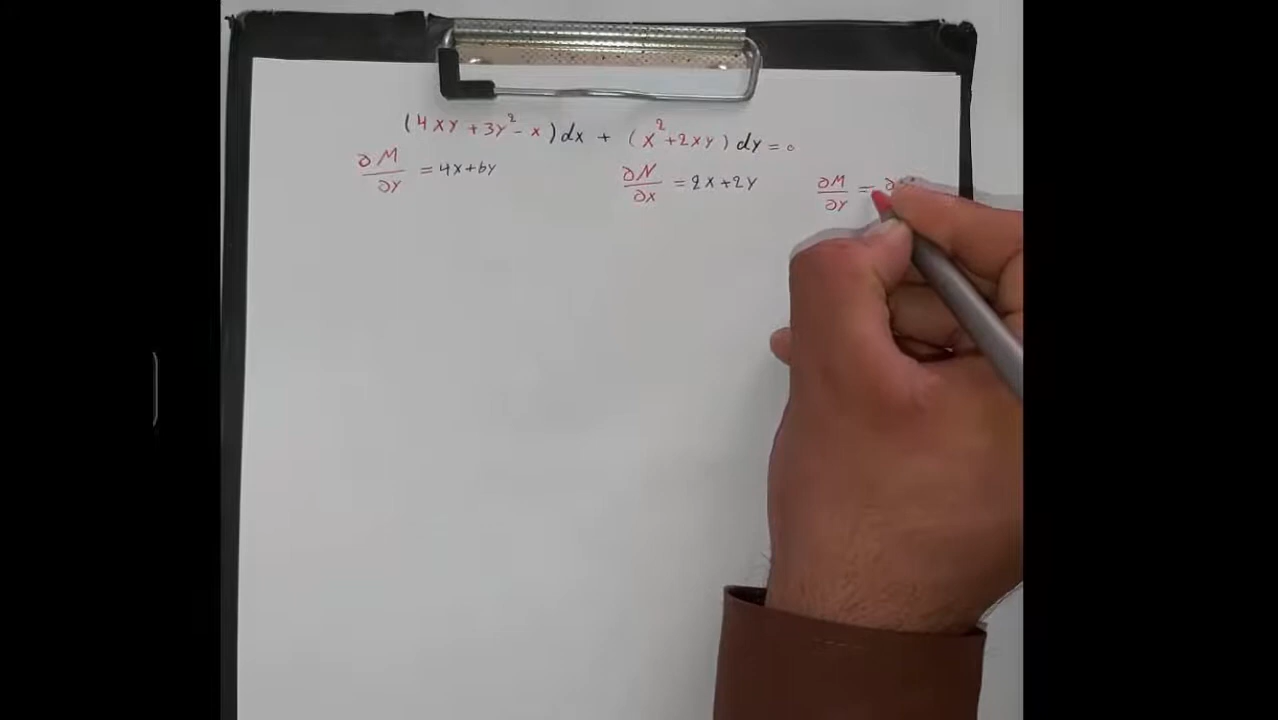 (4xy + 3y² - x) dx + (x² + 2xy) dy = 0
∂M/∂y = 4x + 6y ∂N/∂x = 2x + 2y ∂M/∂y =